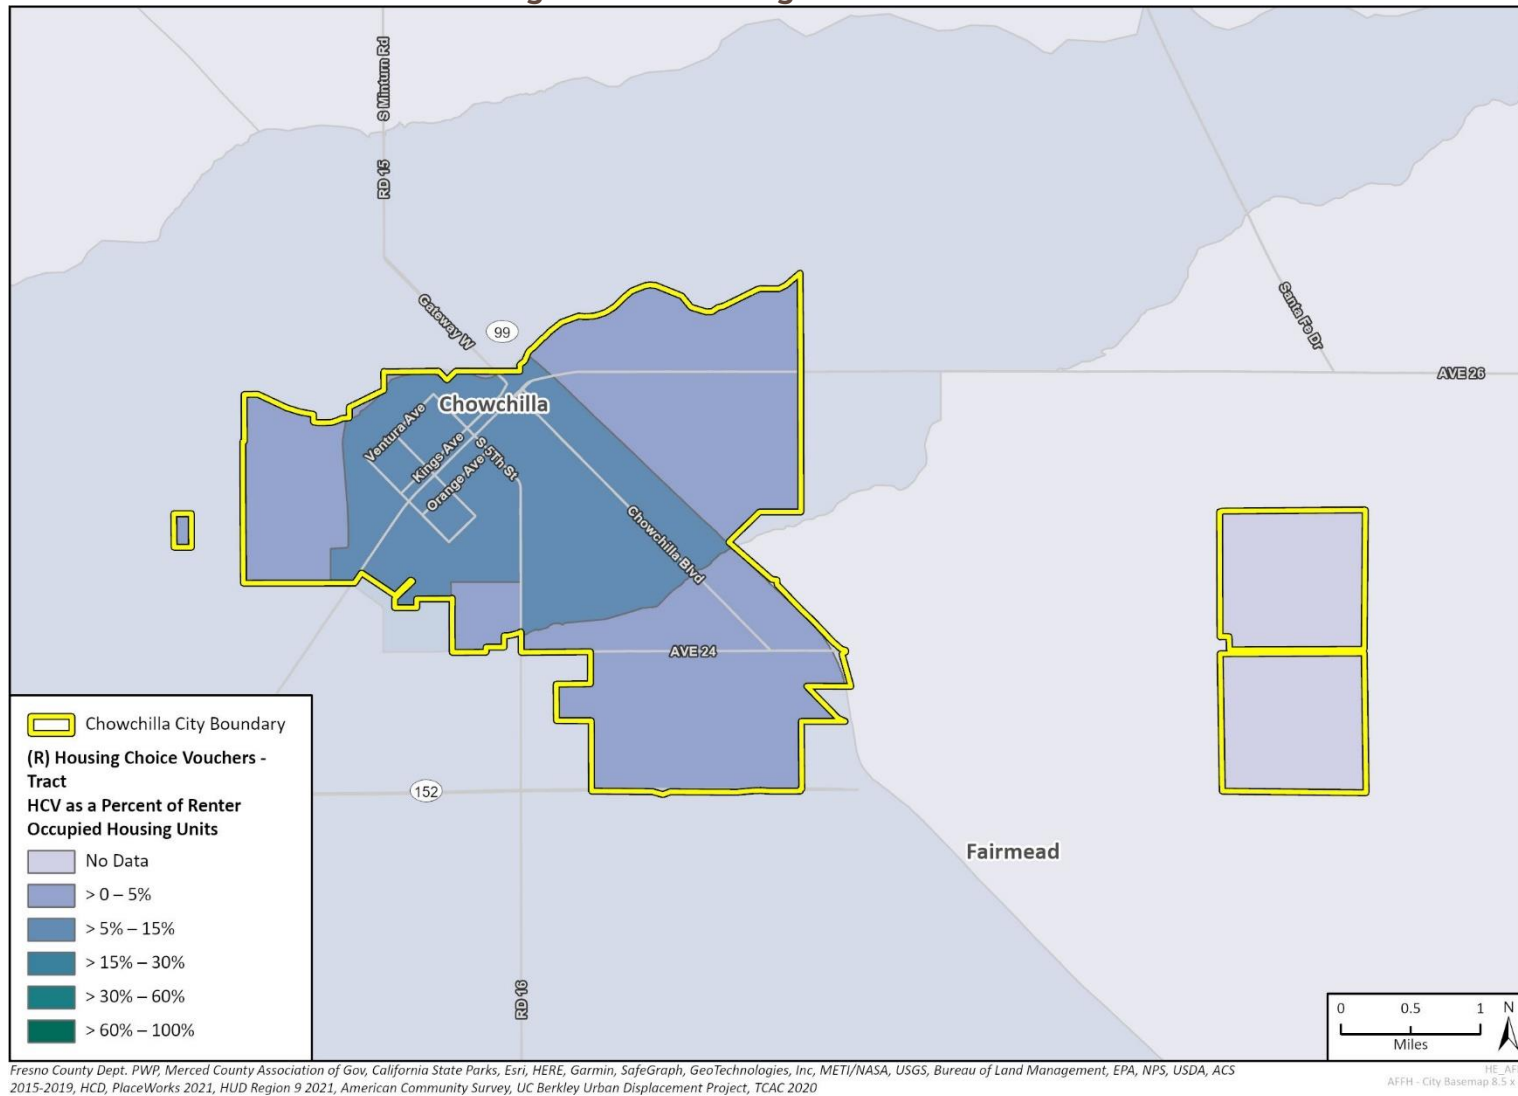 S Minturn Rd
RD 15
Gateway W
99
Santa Fe Dr
AVE 26
Chowchilla
Ventura Ave
Kings Ave
S 5Th St
Orange Ave
Chowchilla Blvd
AVE 24
152
Fairmead
RD 16
Chowchilla City Boundary
(R) Housing Choice Vouchers -
Tract
HCV as a Percent of Renter
Occupied Housing Units
No Data
> 0 – 5%
> 5% – 15%
> 15% – 30%
> 30% – 60%
> 60% – 100%
0 0.5 1
Miles
N
Fresno County Dept. PWP, Merced County Association of Gov, California State Parks, Esri, HERE, Garmin, SafeGraph, GeoTechnologies, Inc, METI/NASA, USGS, Bureau of Land Management, EPA, NPS, USDA, ACS
2015-2019, HCD, PlaceWorks 2021, HUD Region 9 2021, American Community Survey, UC Berkley Urban Displacement Project, TCAC 2020
HE_AF
AFFH - City Basemap 8.5 x